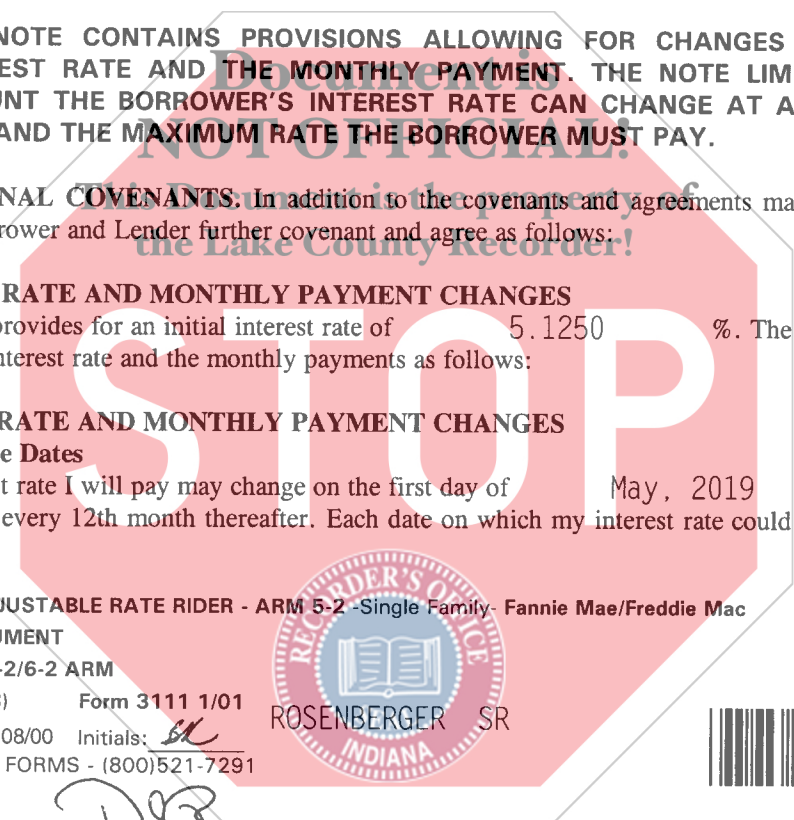 NOTE CONTAINS PROVISIONS ALLOWING FOR CHANGES
EST RATE AND THE MONTHLY PAYMENT. THE NOTE LIM
UNT THE BORROWER'S INTEREST RATE CAN CHANGE AT A
AND THE MAXIMUM RATE THE BORROWER MUST PAY.
Document is
NOT OFFICIAL!
This Document is the property of
the Lake County Recorder!
NAL COVENANTS. In addition to the covenants and agreements ma
rower and Lender further covenant and agree as follows:
RATE AND MONTHLY PAYMENT CHANGES
provides for an initial interest rate of 5.1250 %. The
nterest rate and the monthly payments as follows:
STOP
RATE AND MONTHLY PAYMENT CHANGES
e Dates
t rate I will pay may change on the first day of May, 2019
every 12th month thereafter. Each date on which my interest rate could
JUSTABLE RATE RIDER - ARM 5-2 -Single Family- Fannie Mae/Freddie Mac
UMENT
-2/6-2 ARM
) Form 3111 1/01
08/00 Initials:
FORMS - (800)521-7291
ROSENBERGER SR
RECORDER'S OFFICE
INDIANA